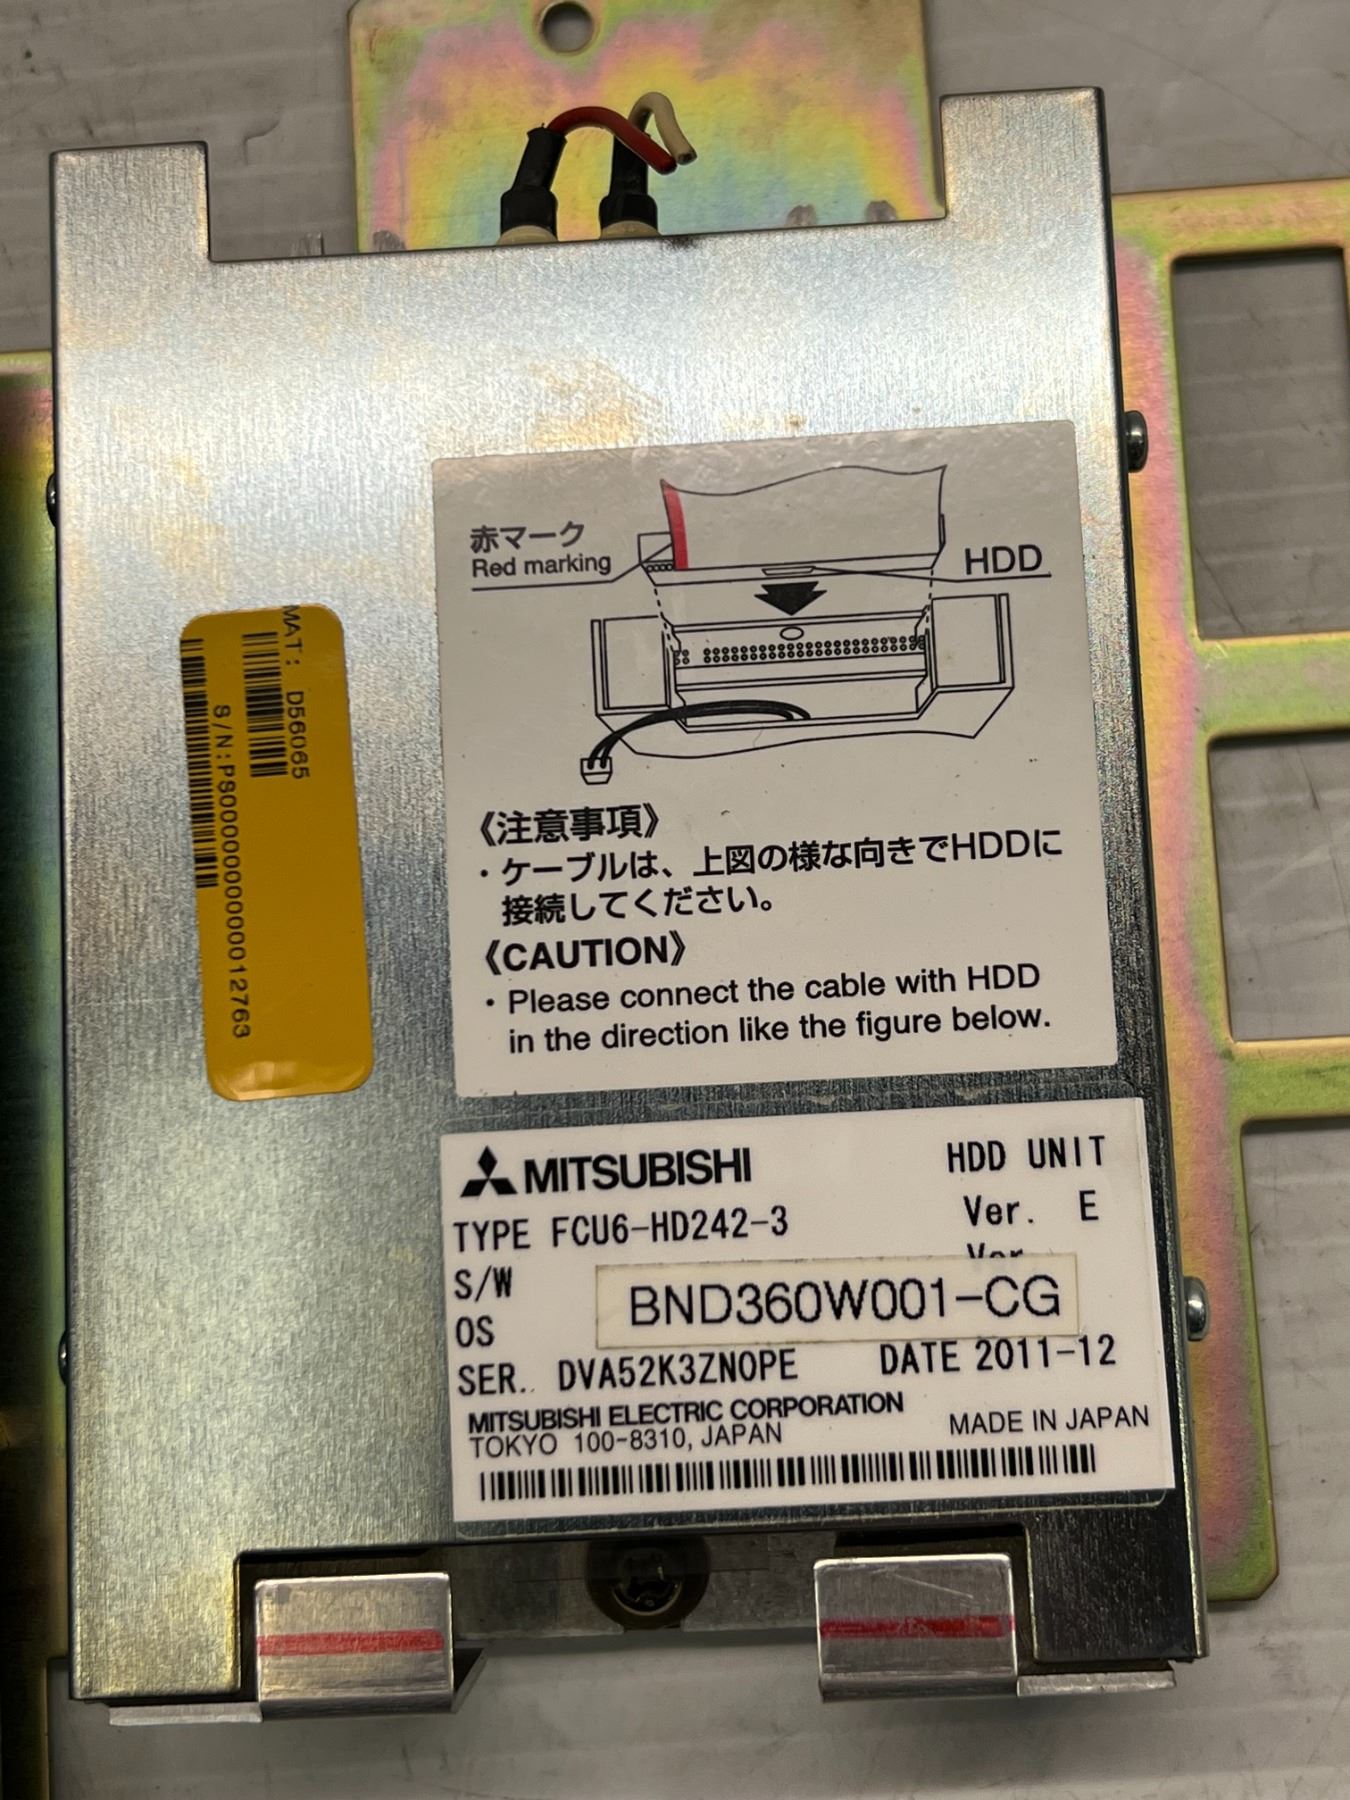 赤マーク
Red marking
HDD
《注意事項》
・ケーブルは、上図の様な向きでHDDに
接続してください。
《CAUTION》
・Please connect the cable with HDD
in the direction like the figure below.
MAT: D56065
S/N:PS00000000012763
MITSUBISHI
HDD UNIT
TYPE FCU6-HD242-3
Ver. E
Ver
S/W
BND360W001-CG
OS
SER. DVA52K3ZN0PE DATE 2011-12
MITSUBISHI ELECTRIC CORPORATION
TOKYO 100-8310, JAPAN MADE IN JAPAN